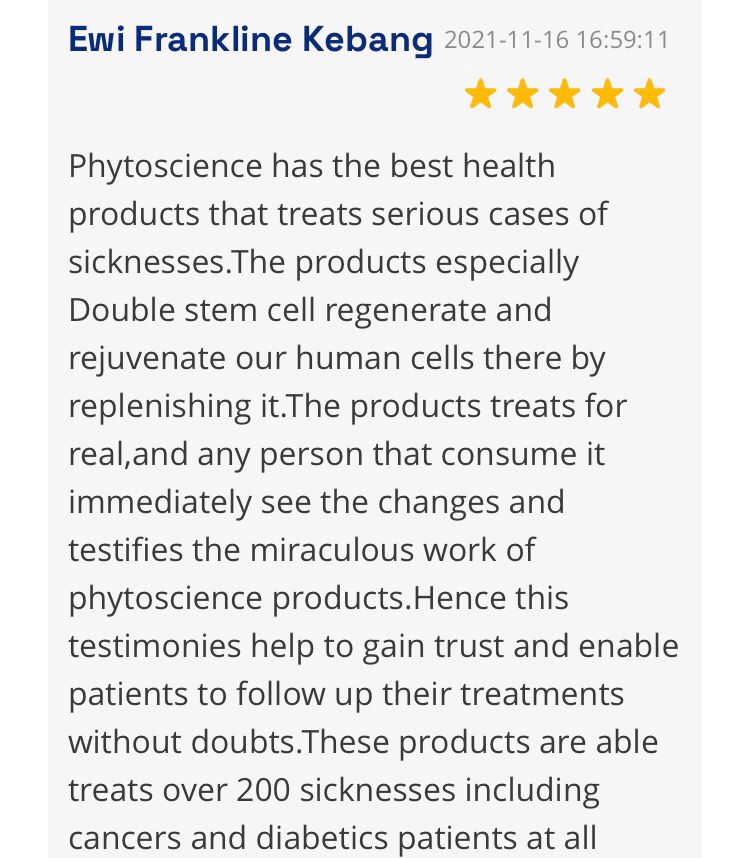 Ewi Frankline Kebang 2021-11-16 16:59:11
Phytoscience has the best health
products that treats serious cases of
sicknesses.The products especially
Double stem cell regenerate and
rejuvenate our human cells there by
replenishing it.The products treats for
real,and any person that consume it
immediately see the changes and
testifies the miraculous work of
phytoscience products.Hence this
testimonies help to gain trust and enable
patients to follow up their treatments
without doubts.These products are able
treats over 200 sicknesses including
cancers and diabetics patients at all